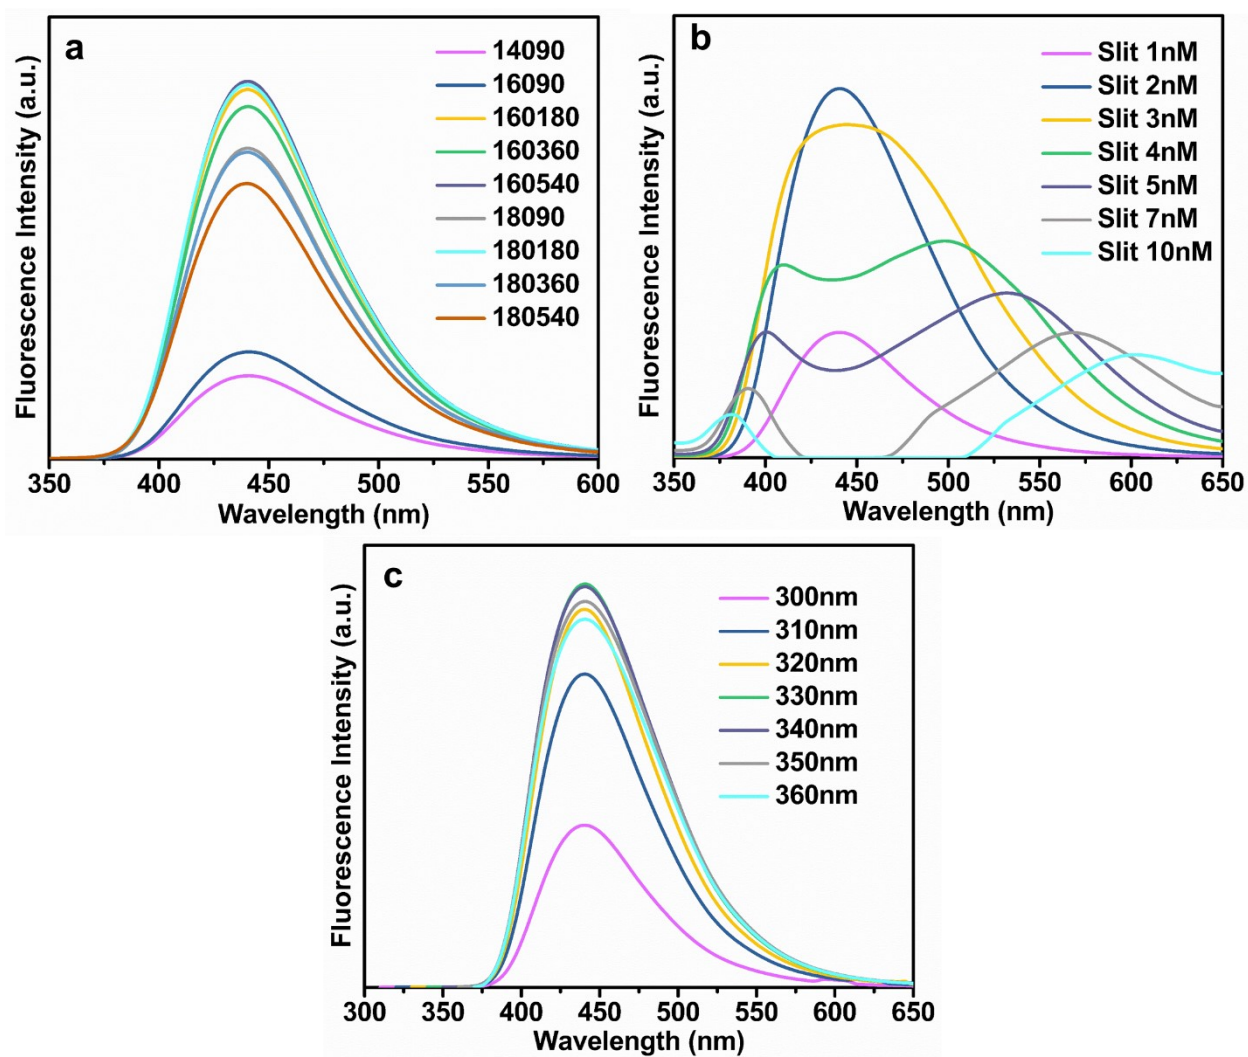 a
14090
16090
160180
160360
160540
18090
180180
180360
180540
Fluorescence Intensity (a.u.)
350 400 450 500 550 600
Wavelength (nm)
b
Slit 1nM
Slit 2nM
Slit 3nM
Slit 4nM
Slit 5nM
Slit 7nM
Slit 10nM
Fluorescence Intensity (a.u.)
350 400 450 500 550 600 650
Wavelength (nm)
c
300nm
310nm
320nm
330nm
340nm
350nm
360nm
Fluorescence Intensity (a.u.)
300 350 400 450 500 550 600 650
Wavelength (nm)